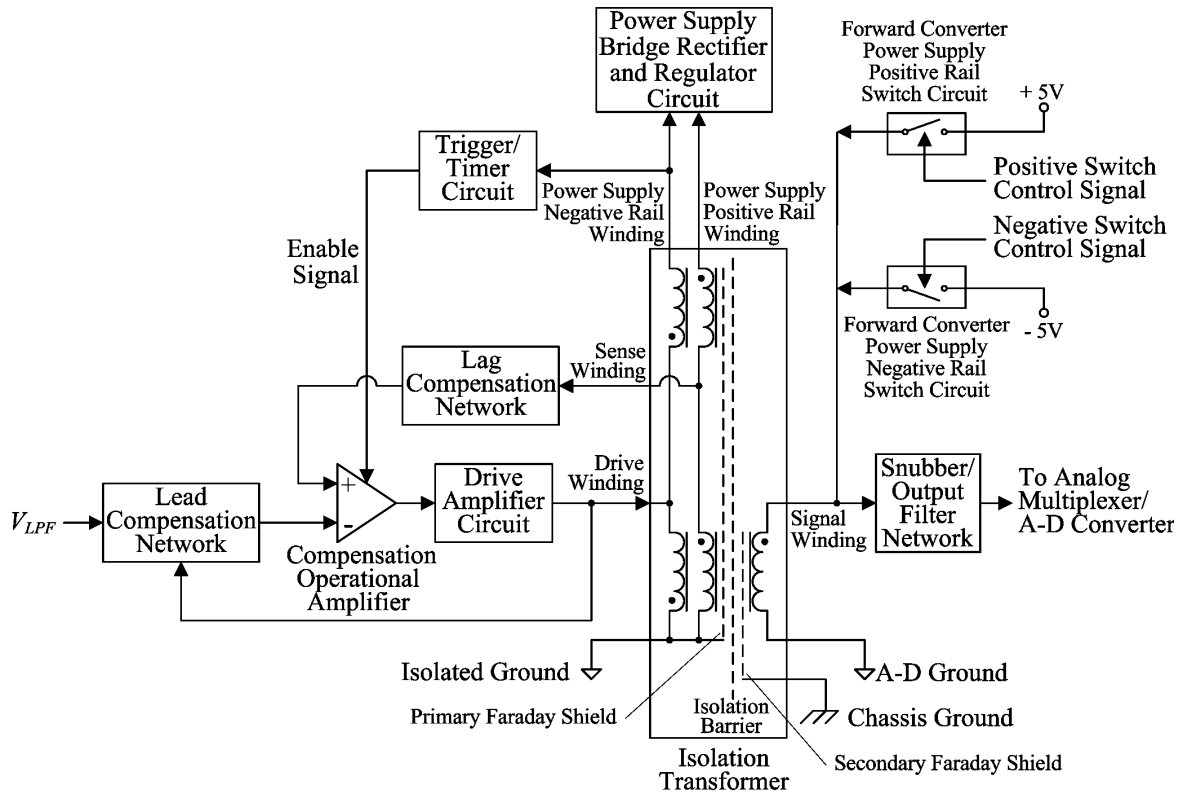 Power Supply
Bridge Rectifier
and Regulator
Circuit
Forward Converter
Power Supply
Positive Rail
Switch Circuit
+ 5V
Trigger/
Timer
Circuit
Power Supply
Negative Rail
Winding
Power Supply
Positive Rail
Winding
Positive Switch
Control Signal
Negative Switch
Control Signal
Enable
Signal
- 5V
Forward Converter
Power Supply
Negative Rail
Switch Circuit
Lag
Compensation
Network
Sense
Winding
V_LPF
Lead
Compensation
Network
+
-
Compensation
Operational
Amplifier
Drive
Amplifier
Circuit
Drive
Winding
Signal
Winding
Snubber/
Output
Filter
Network
To Analog
Multiplexer/
A-D Converter
Isolated Ground
A-D Ground
Primary Faraday Shield
Isolation
Barrier
Chassis Ground
Secondary Faraday Shield
Isolation
Transformer